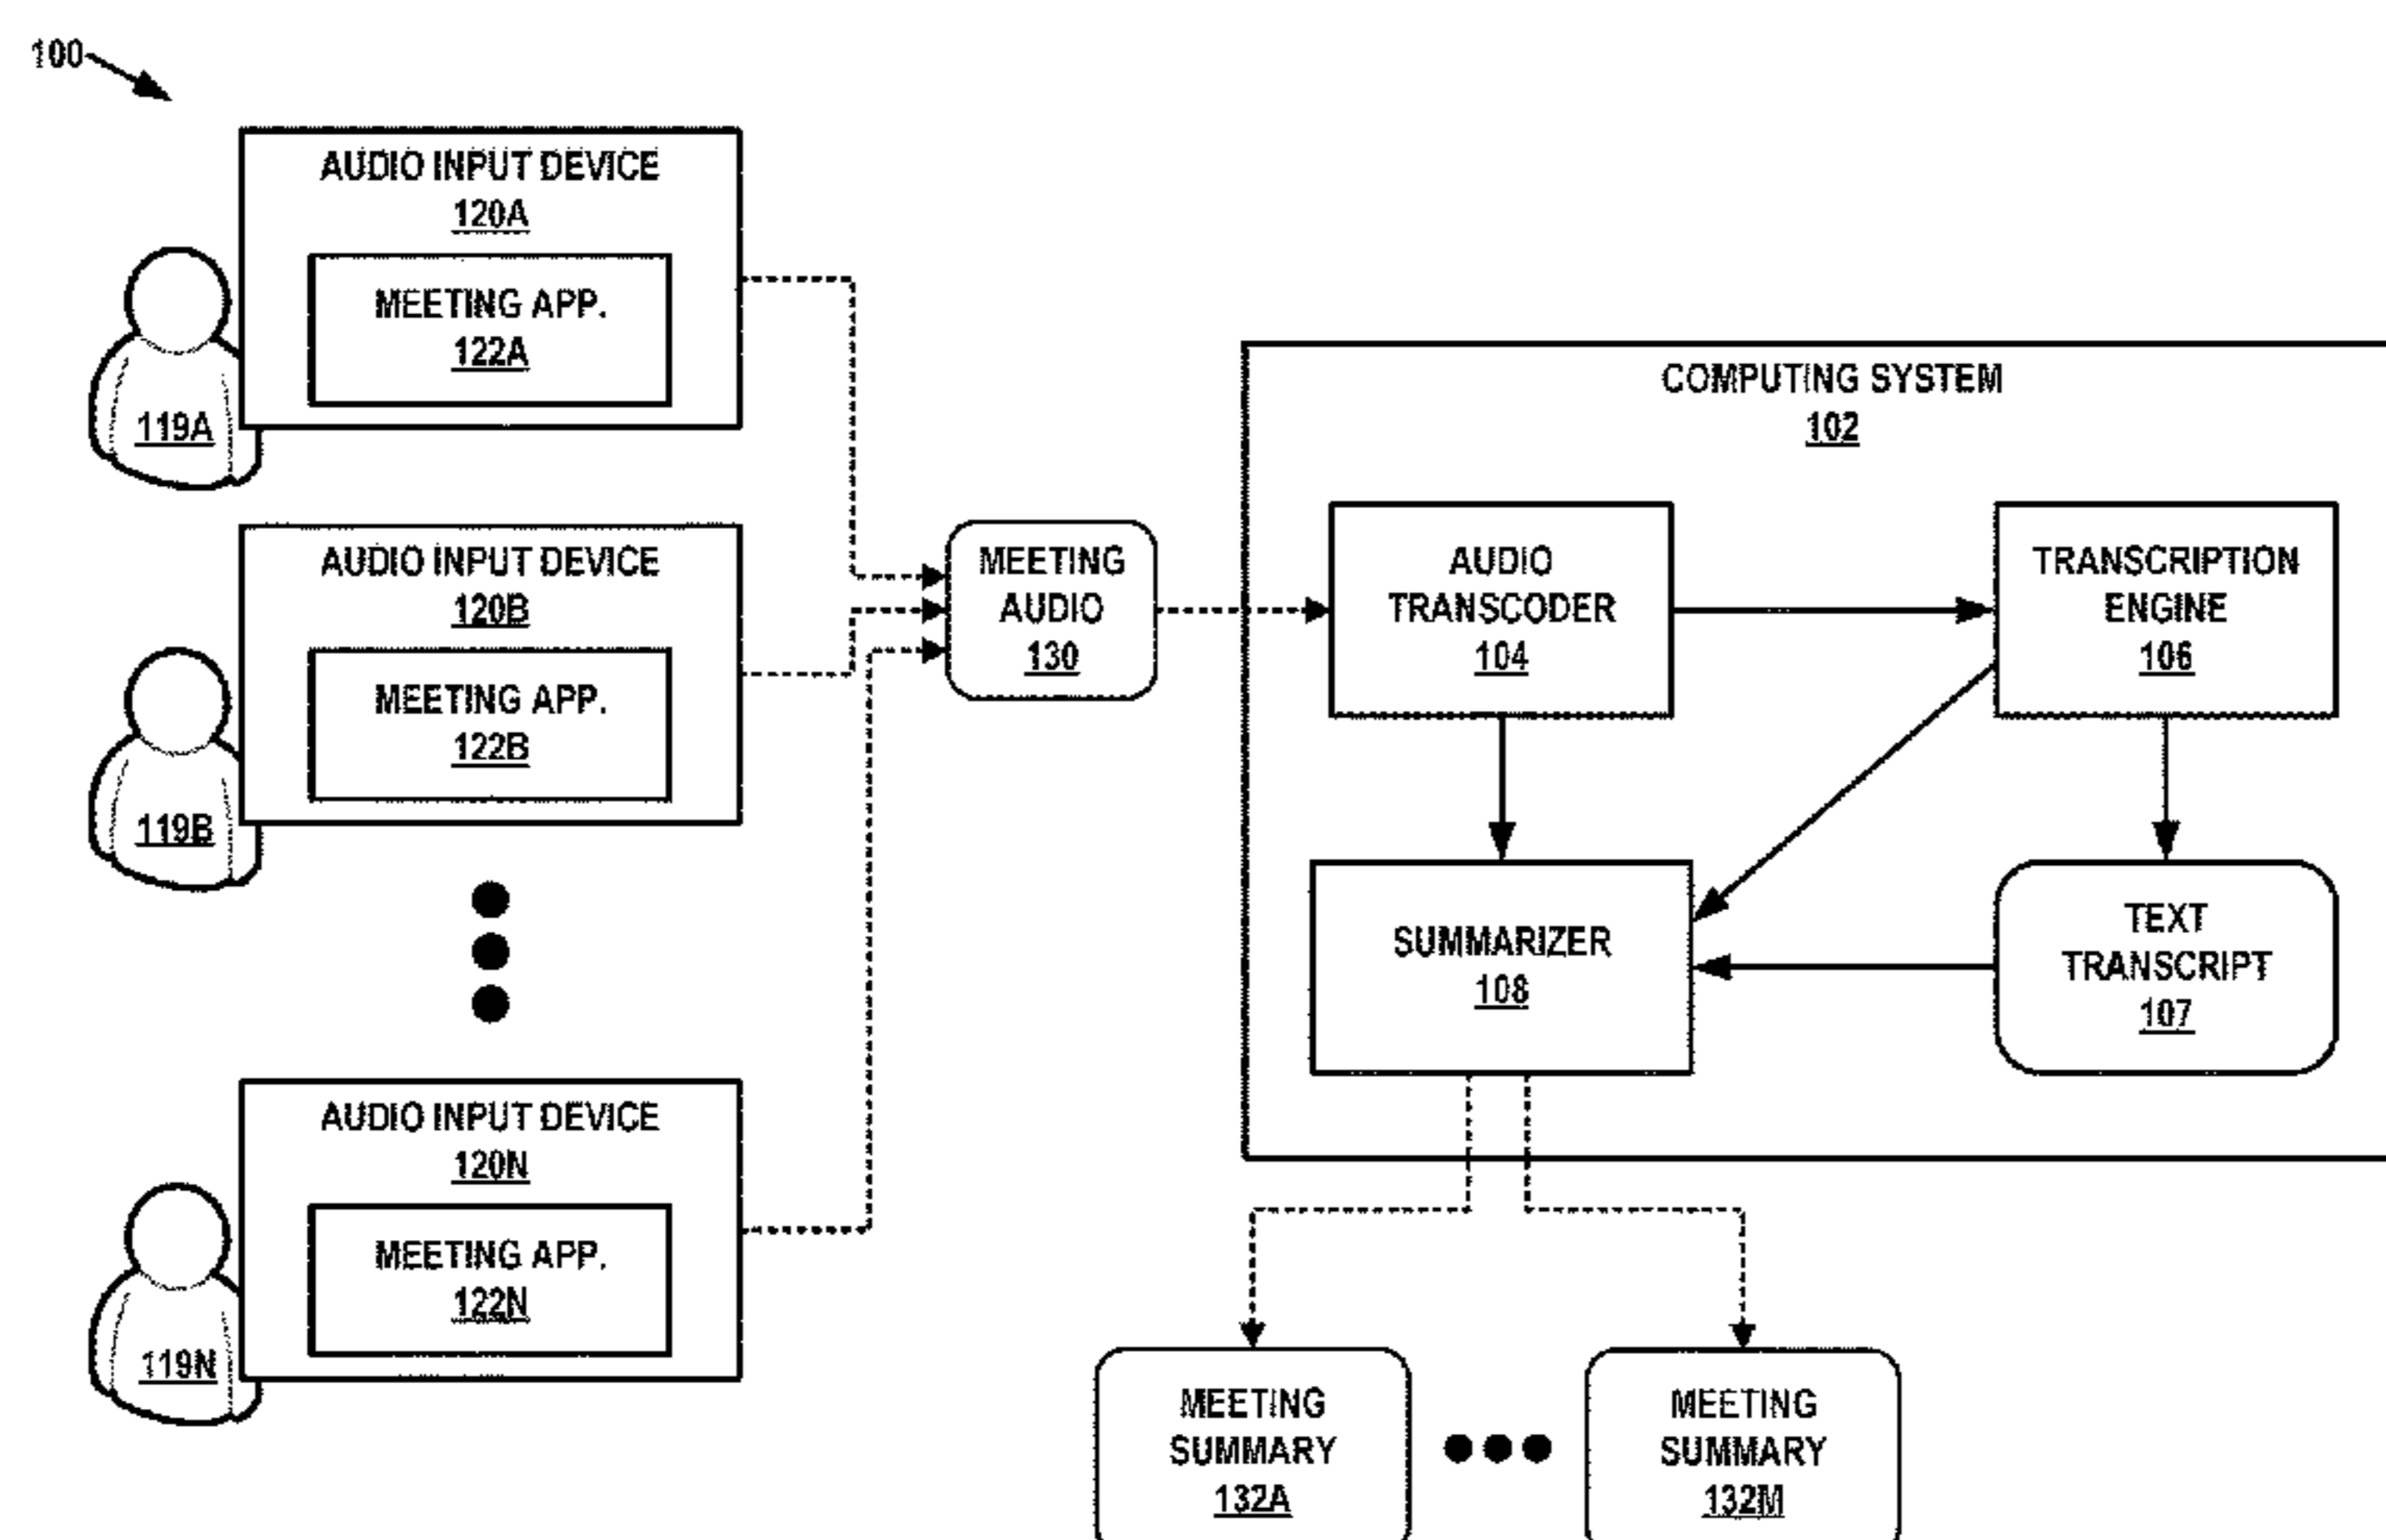 100
AUDIO INPUT DEVICE
120A
MEETING APP.
122A
119A
AUDIO INPUT DEVICE
120B
MEETING APP.
122B
119B
AUDIO INPUT DEVICE
120N
MEETING APP.
122N
119N
MEETING
AUDIO
130
COMPUTING SYSTEM
102
AUDIO
TRANSCODER
104
TRANSCRIPTION
ENGINE
106
SUMMARIZER
108
TEXT
TRANSCRIPT
107
MEETING
SUMMARY
132A
MEETING
SUMMARY
132M